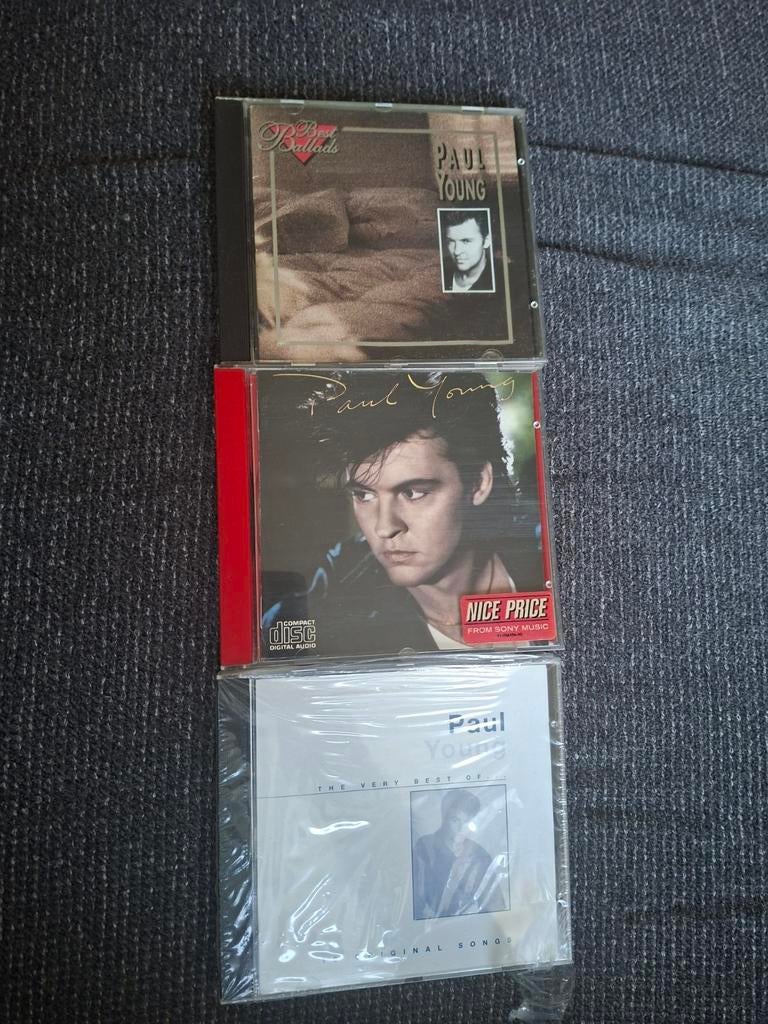 Best
Ballads
PAUL
YOUNG
Paul Young
COMPACT
disc
DIGITAL AUDIO
NICE PRICE
FROM SONY MUSIC
Paul
Young
THE VERY BEST OF...
ORIGINAL SONGS